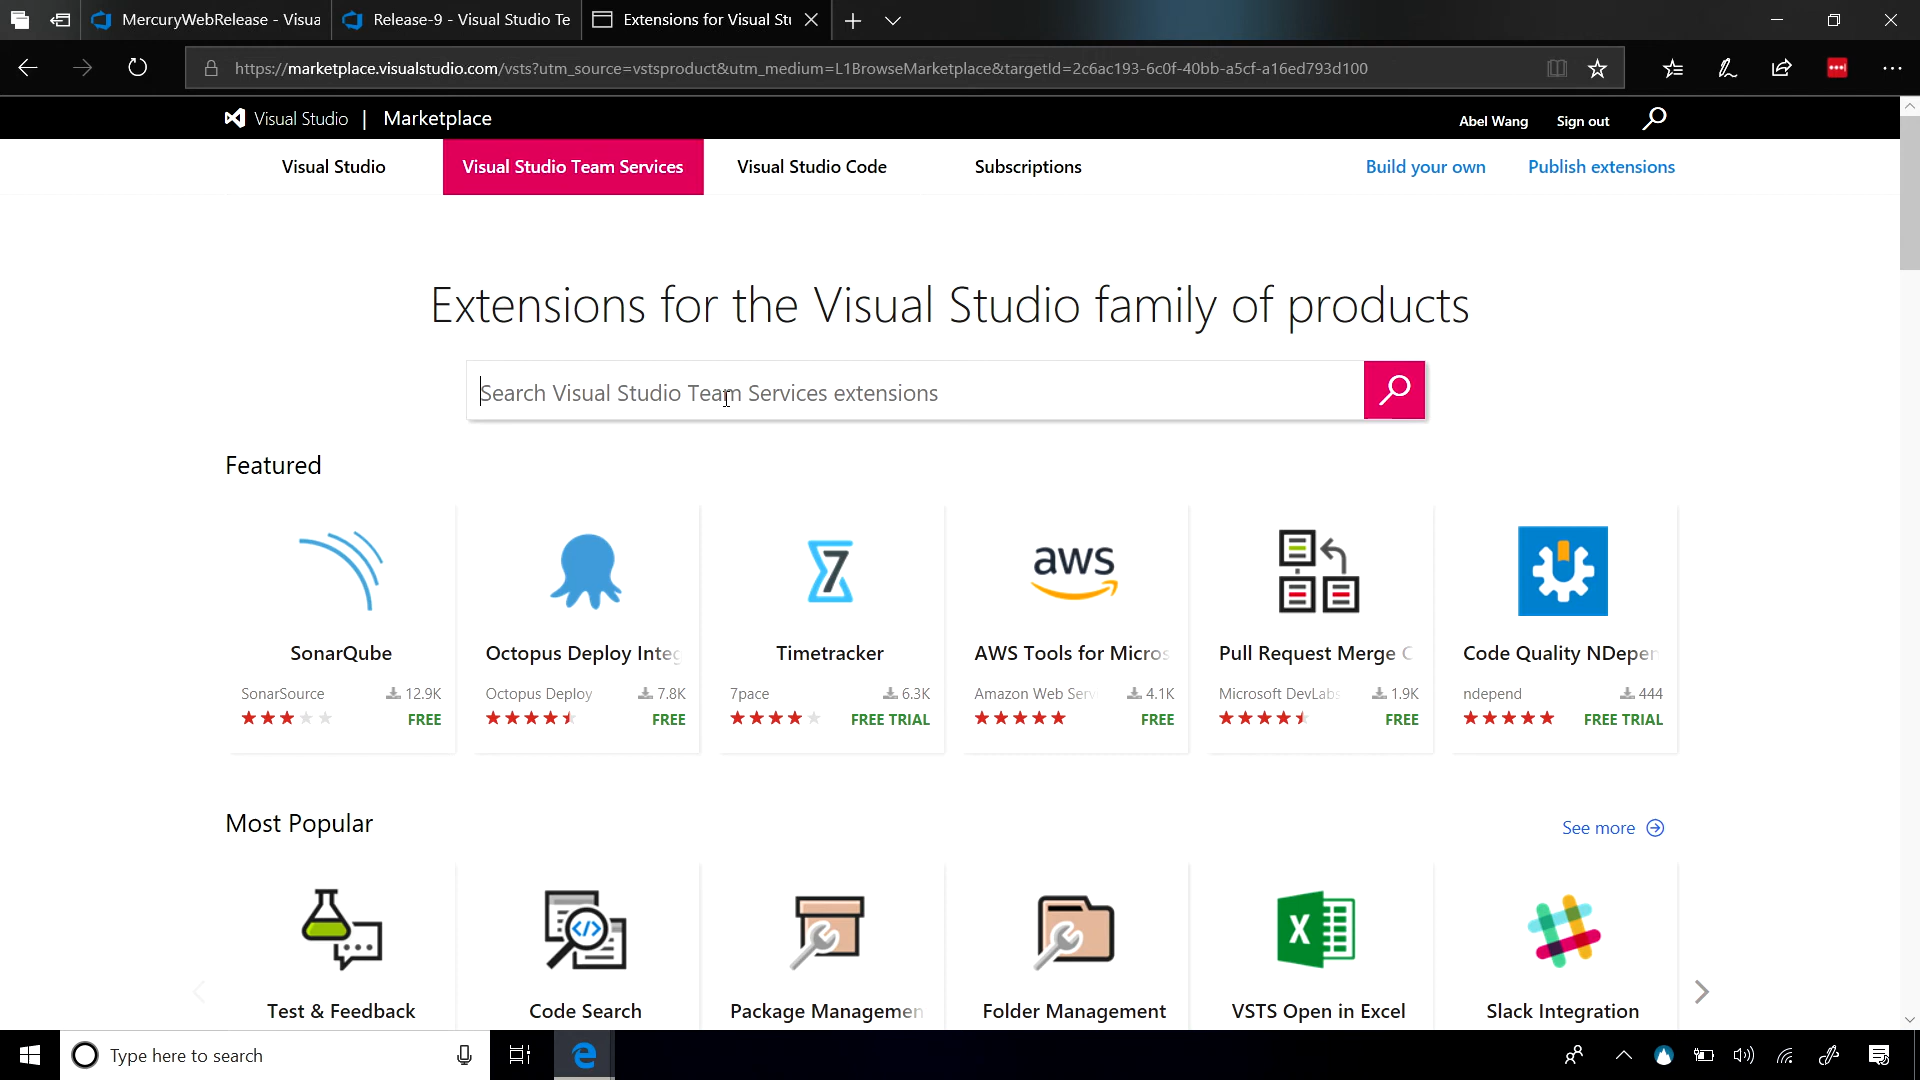 MercuryWebRelease - Visua
Release-9 - Visual Studio Te
Extensions for Visual Stu
https://marketplace.visualstudio.com/vsts?utm_source=vstsproduct&utm_medium=L1BrowseMarketplace&targetId=2c6ac193-6c0f-40bb-a5cf-a16ed793d100
Visual Studio | Marketplace
Abel Wang Sign out
Visual Studio Visual Studio Team Services Visual Studio Code Subscriptions Build your own Publish extensions
Extensions for the Visual Studio family of products
Search Visual Studio Team Services extensions
Featured
7
aws
SonarQube Octopus Deploy Integ Timetracker AWS Tools for Micros Pull Request Merge C Code Quality NDepen
SonarSource 12.9K Octopus Deploy 7.8K 7pace 6.3K Amazon Web Serv 4.1K Microsoft DevLabs 1.9K ndepend 444
FREE FREE FREE TRIAL FREE FREE FREE TRIAL
Most Popular
See more
</>
X
Test & Feedback Code Search Package Managemen Folder Management VSTS Open in Excel Slack Integration
Type here to search